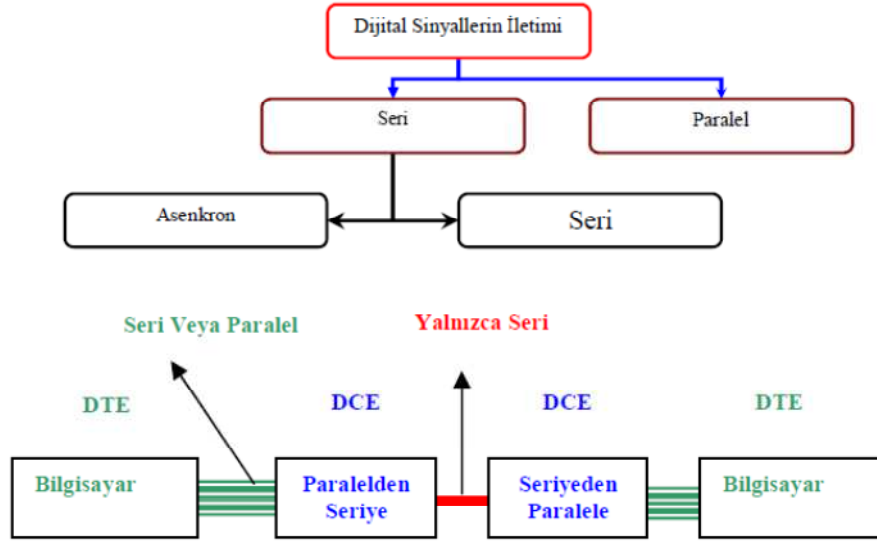 Dijital Sinyallerin İletimi
Seri
Paralel
Asenkron
Seri
Seri Veya Paralel
Yalnızca Seri
DTE
DCE
DCE
DTE
Bilgisayar
Paralelden
Seriye
Seriyeden
Paralele
Bilgisayar